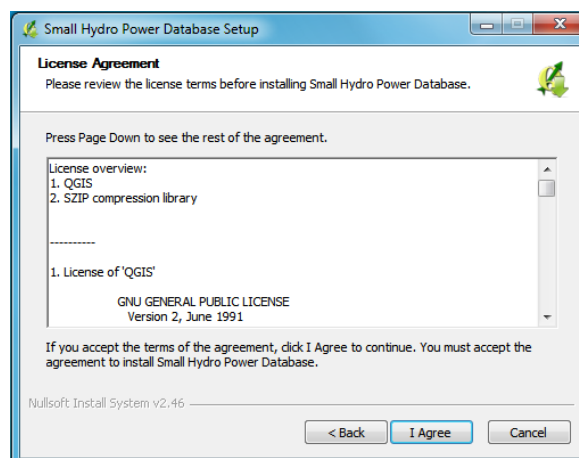 Small Hydro Power Database Setup
License Agreement
Please review the license terms before installing Small Hydro Power Database.
Press Page Down to see the rest of the agreement.
License overview:
1. QGIS
2. SZIP compression library
----------
1. License of 'QGIS'
GNU GENERAL PUBLIC LICENSE
Version 2, June 1991
If you accept the terms of the agreement, click I Agree to continue. You must accept the
agreement to install Small Hydro Power Database.
Nullsoft Install System v2.46
< Back
I Agree
Cancel